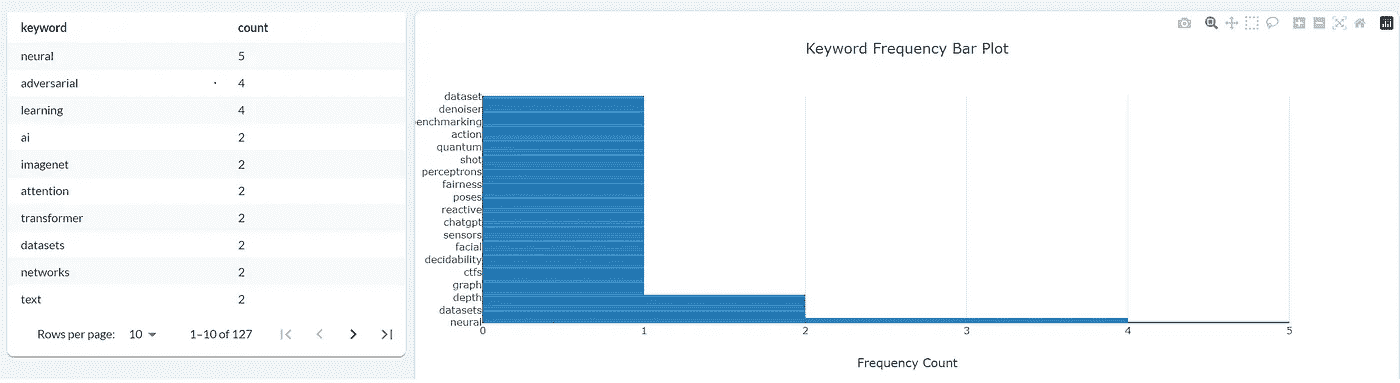 keyword count
neural 5
adversarial 4
learning 4
ai 2
imagenet 2
attention 2
transformer 2
datasets 2
networks 2
text 2
Rows per page: 10 1–10 of 127
Keyword Frequency Bar Plot
dataset
denoiser
enchmarking
action
quantum
shot
perceptrons
fairness
poses
reactive
chatgpt
sensors
facial
decidability
ctfs
graph
depth
datasets
neural
0 1 2 3 4 5
Frequency Count